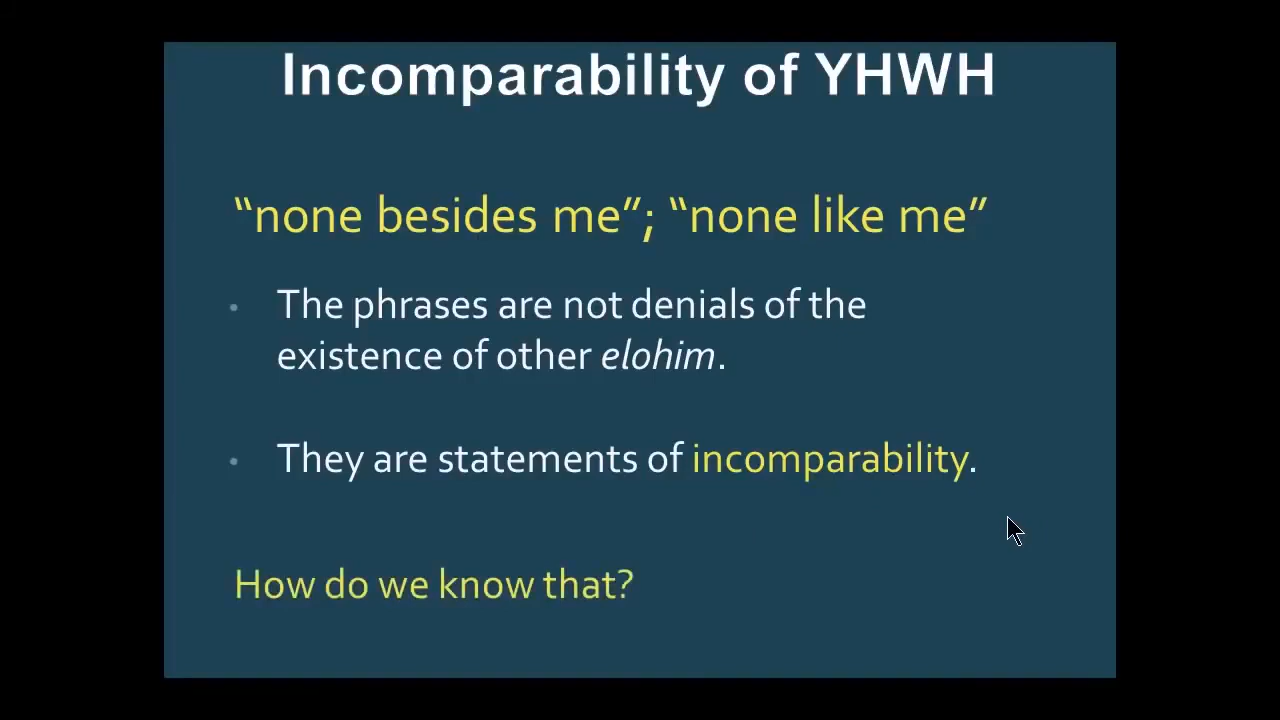 Incomparability of YHWH
“none besides me”; “none like me”
• The phrases are not denials of the
existence of other elohim.
• They are statements of incomparability.
How do we know that?